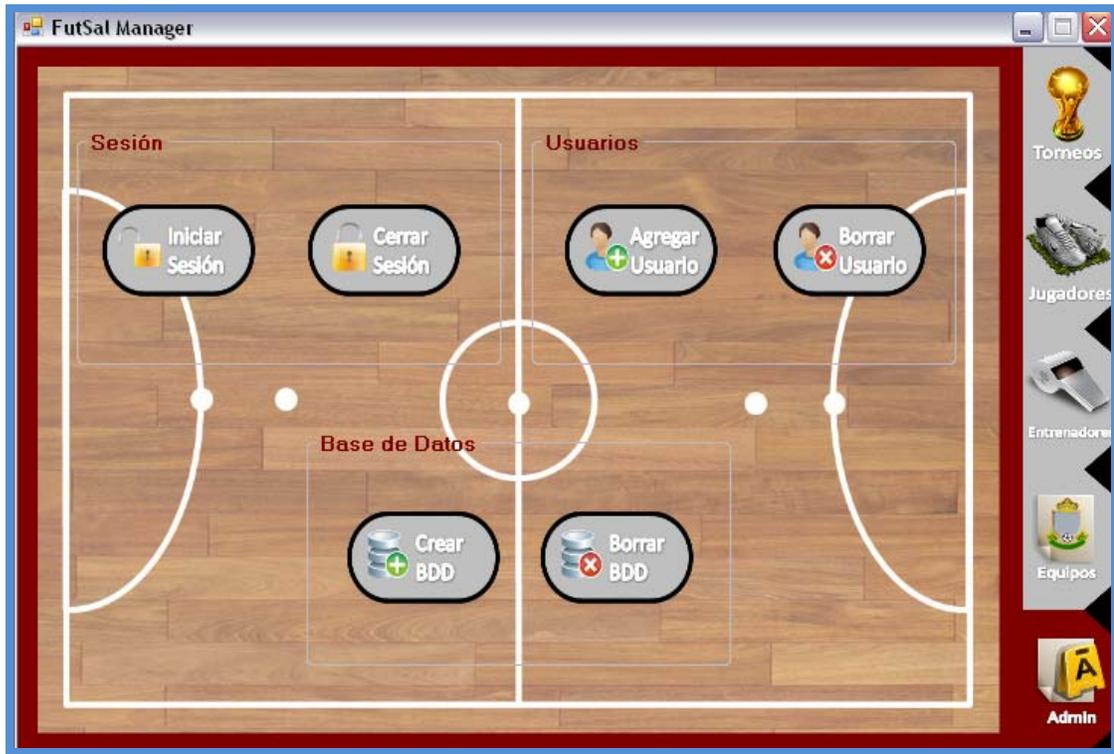 FutSal Manager
Sesión
Iniciar
Sesión
Cerrar
Sesión
Usuarios
Agregar
Usuario
Borrar
Usuario
Base de Datos
Crear
BDD
Borrar
BDD
Torneos
Jugadores
Entrenadores
Equipos
A
Admin